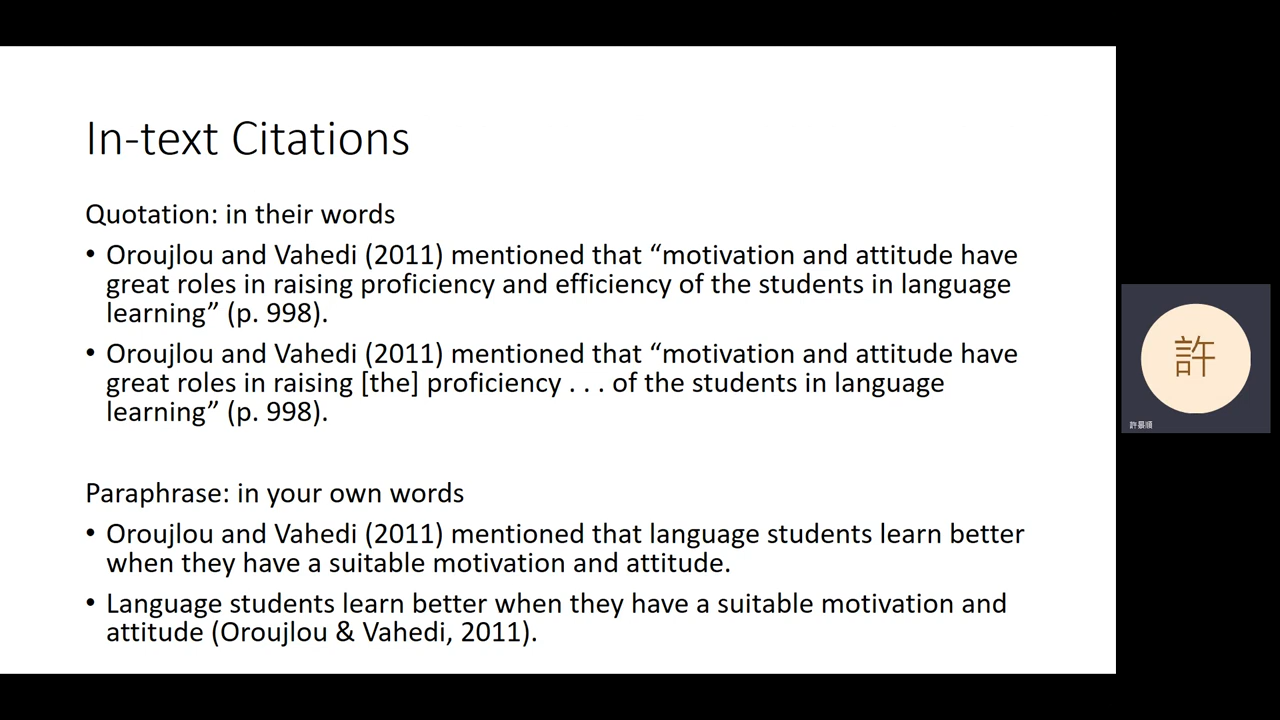 In-text Citations
Quotation: in their words
• Oroujlou and Vahedi (2011) mentioned that “motivation and attitude have
great roles in raising proficiency and efficiency of the students in language
learning” (p. 998).
• Oroujlou and Vahedi (2011) mentioned that “motivation and attitude have
great roles in raising [the] proficiency . . . of the students in language
learning” (p. 998).
Paraphrase: in your own words
• Oroujlou and Vahedi (2011) mentioned that language students learn better
when they have a suitable motivation and attitude.
• Language students learn better when they have a suitable motivation and
attitude (Oroujlou & Vahedi, 2011).
許
許景順